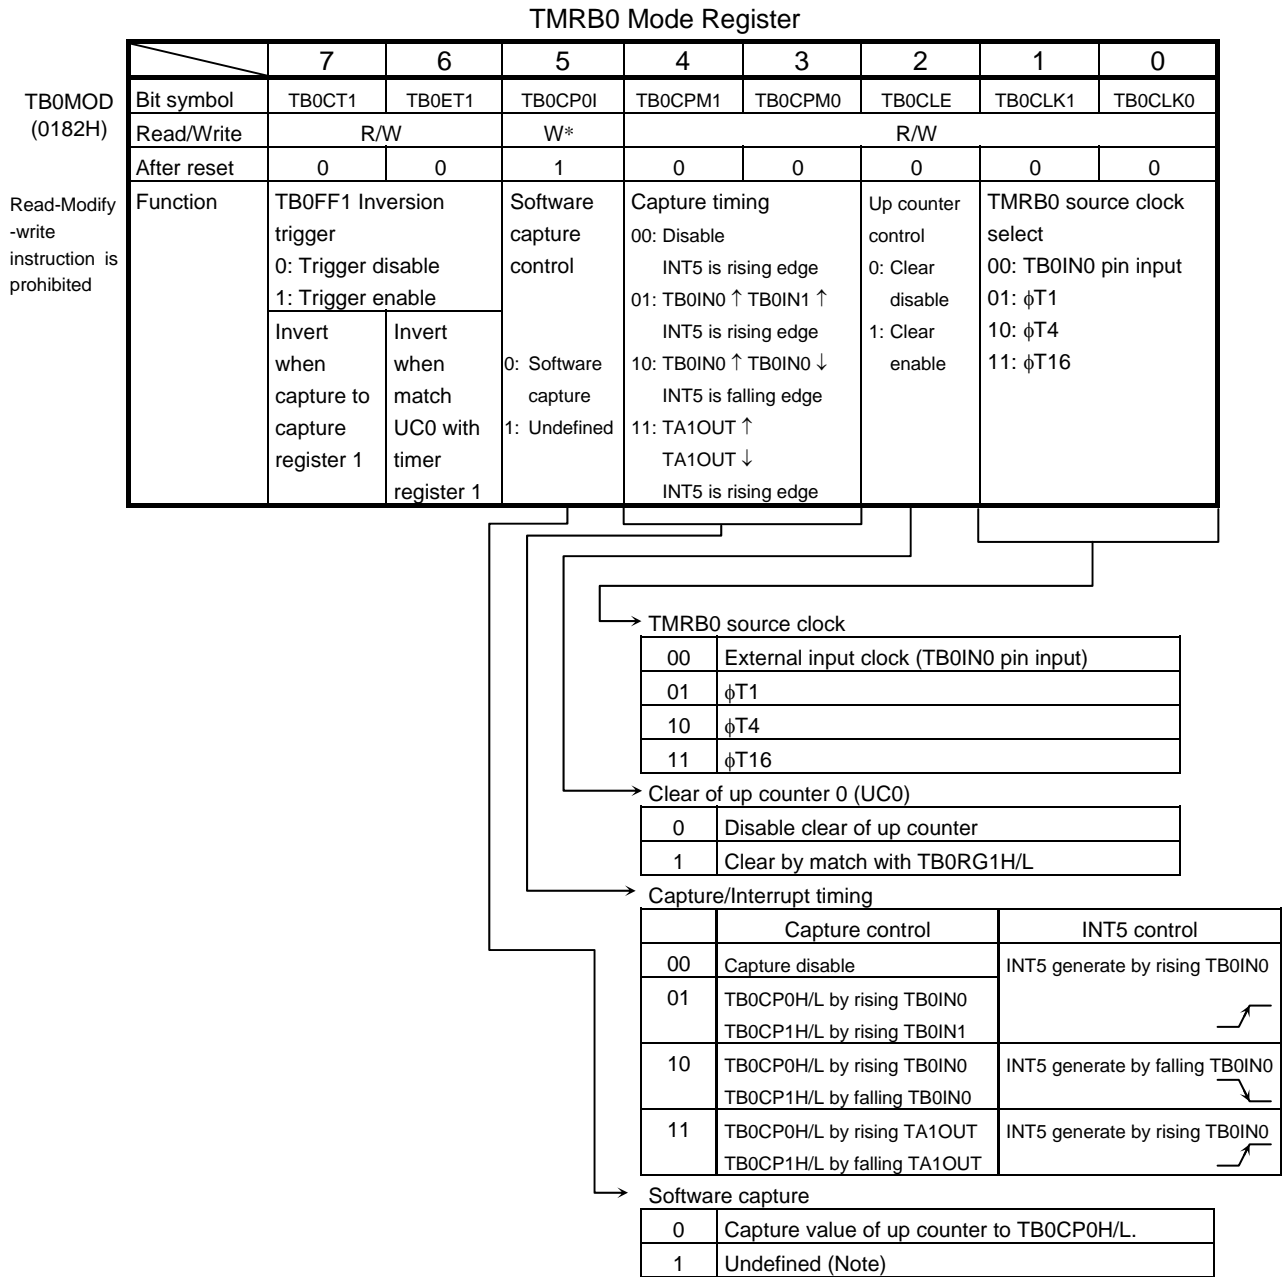 TMRB0 Mode Register
7 6 5 4 3 2 1 0
TB0MOD
(0182H)
Bit symbol TB0CT1 TB0ET1 TB0CP0I TB0CPM1 TB0CPM0 TB0CLE TB0CLK1 TB0CLK0
Read/Write R/W W* R/W
After reset 0 0 1 0 0 0 0 0
Read-Modify
-write
instruction is
prohibited
Function
TB0FF1 Inversion
trigger
0: Trigger disable
1: Trigger enable
Invert
when
capture to
capture
register 1
Invert
when
match
UC0 with
timer
register 1
Software
capture
control
0: Software
capture
1: Undefined
Capture timing
00: Disable
INT5 is rising edge
01: TB0IN0 ↑ TB0IN1 ↑
INT5 is rising edge
10: TB0IN0 ↑ TB0IN0 ↓
INT5 is falling edge
11: TA1OUT ↑
TA1OUT ↓
INT5 is rising edge
Up counter
control
0: Clear
disable
1: Clear
enable
TMRB0 source clock
select
00: TB0IN0 pin input
01: ϕT1
10: ϕT4
11: ϕT16
TMRB0 source clock
00 External input clock (TB0IN0 pin input)
01 ϕT1
10 ϕT4
11 ϕT16
Clear of up counter 0 (UC0)
0 Disable clear of up counter
1 Clear by match with TB0RG1H/L
Capture/Interrupt timing
Capture control INT5 control
00 Capture disable INT5 generate by rising TB0IN0
01 TB0CP0H/L by rising TB0IN0
TB0CP1H/L by rising TB0IN1
10 TB0CP0H/L by rising TB0IN0 INT5 generate by falling TB0IN0
TB0CP1H/L by falling TB0IN0
11 TB0CP0H/L by rising TA1OUT INT5 generate by rising TB0IN0
TB0CP1H/L by falling TA1OUT
Software capture
0 Capture value of up counter to TB0CP0H/L.
1 Undefined (Note)